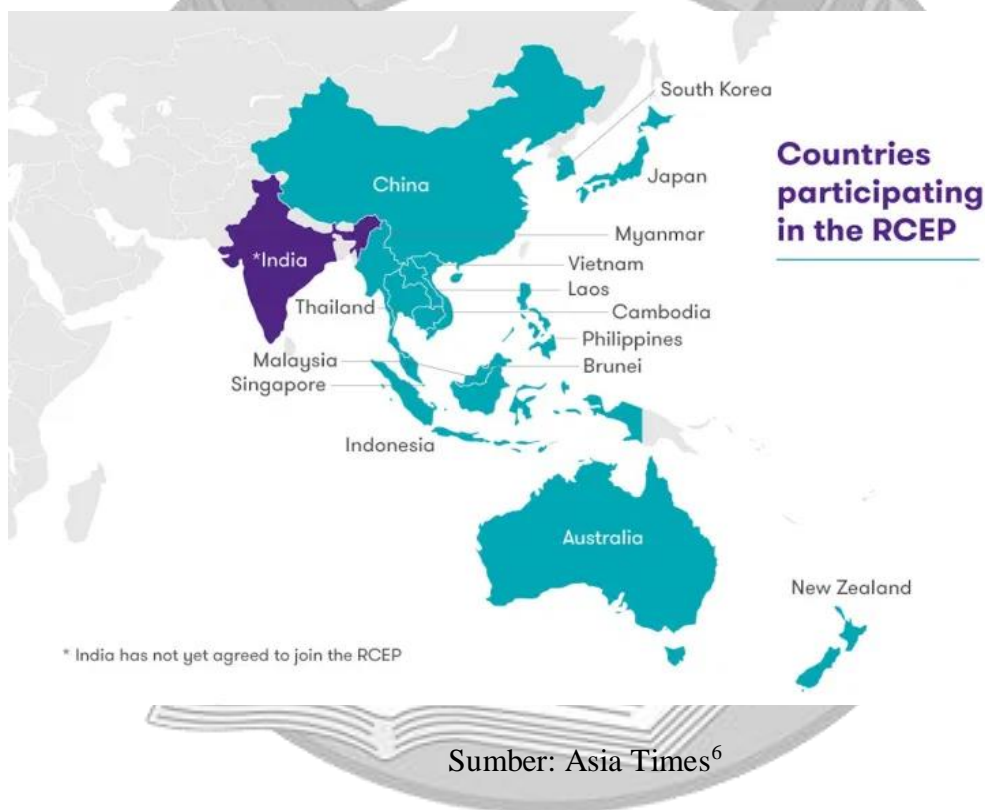 South Korea
Countries
participating
in the RCEP
China
Japan
Myanmar
*India
Vietnam
Laos
Thailand
Cambodia
Philippines
Malaysia
Brunei
Singapore
Indonesia
Australia
New Zealand
* India has not yet agreed to join the RCEP
Sumber: Asia Times6